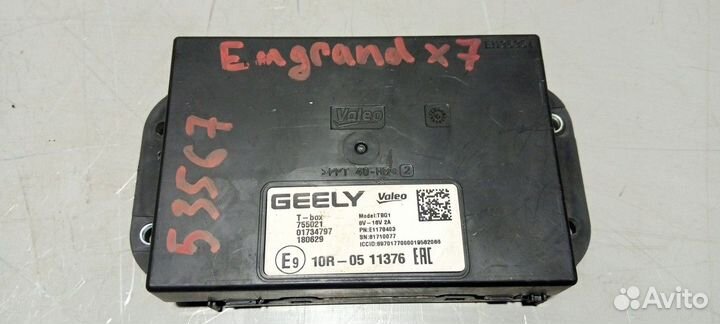 Emgrand x7
53567
Valeo
GEELY Valeo
T-box
755021
01734797
180629
Model:TBG1
9V-16V 2A
PN:E1178403
SN:81710077
E9 10R-05 11376 EAC
Avito